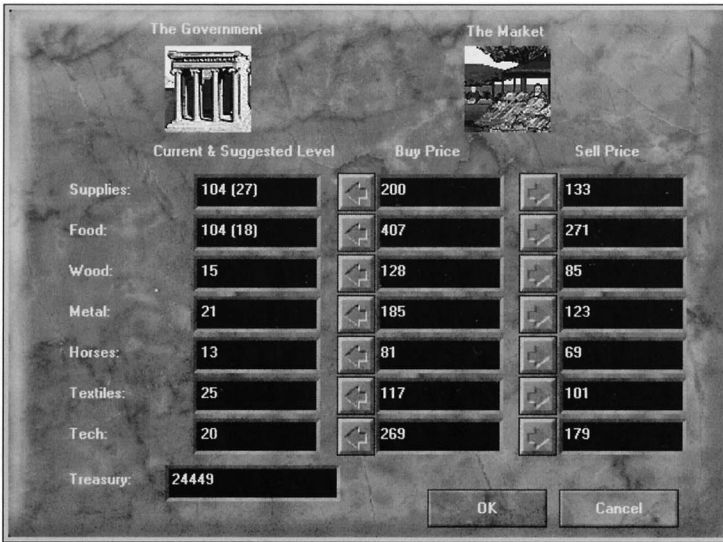 The Government The Market
Current & Suggested Level Buy Price Sell Price
Supplies: 104 (27) 200 133
Food: 104 (18) 407 271
Wood: 15 128 85
Metal: 21 185 123
Horses: 13 81 69
Textiles: 25 117 101
Tech: 20 269 179
Treasury: 24449
OK Cancel